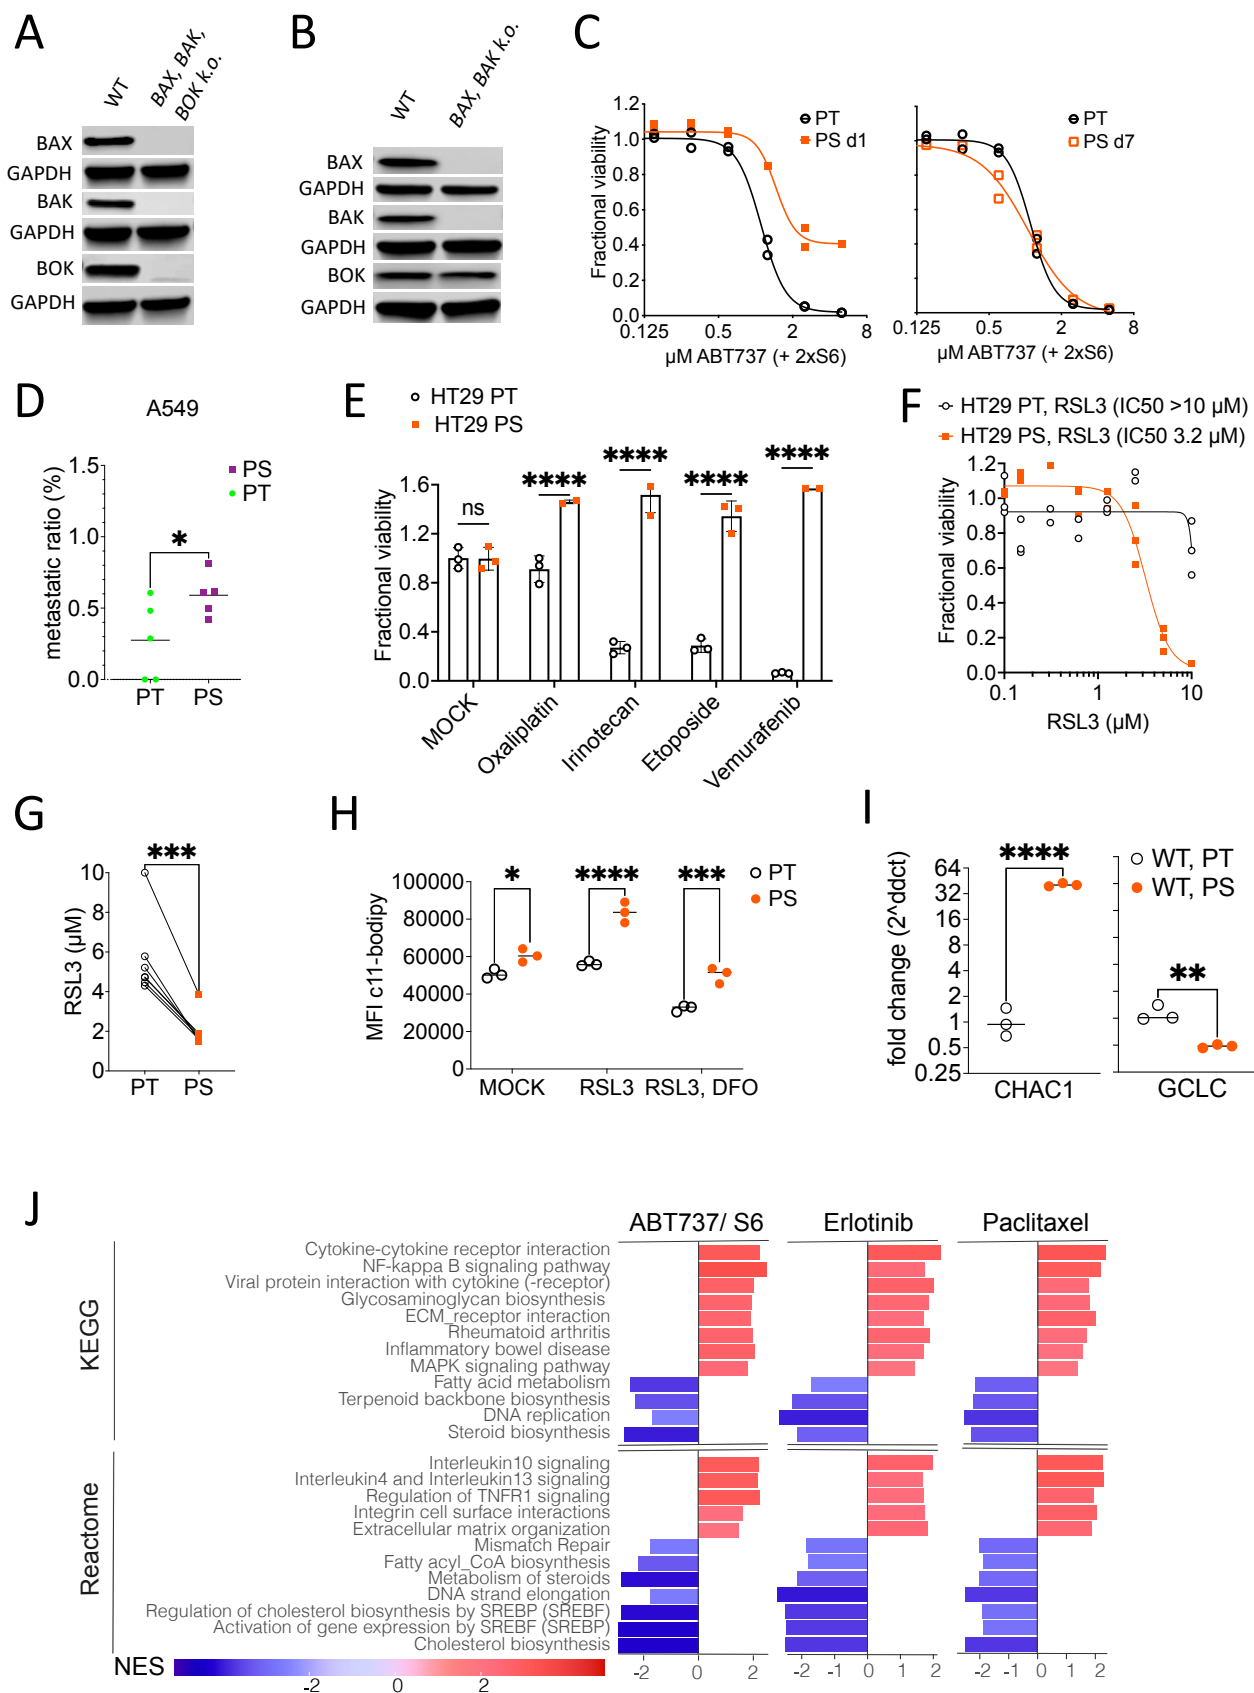 A
WT
BAX, BAK,
BOK k.o.
BAX
GAPDH
BAK
GAPDH
BOK
GAPDH
B
WT
BAX, BAK k.o.
BAX
GAPDH
BAK
GAPDH
BOK
GAPDH
C
Fractional viability
1.2
1.0
0.8
0.6
0.4
0.2
0.0
PT
PS d1
0.125 0.5 2 8
µM ABT737 (+ 2xS6)
PT
PS d7
0.125 0.5 2 8
µM ABT737 (+ 2xS6)
D
A549
metastatic ratio (%)
1.5
1.0
0.5
0.0
PS
PT
*
PT PS
E
HT29 PT
HT29 PS
Fractional viability
1.6
1.2
0.8
0.4
0.0
ns
****
****
****
****
MOCK
Oxaliplatin
Irinotecan
Etoposide
Vemurafenib
F
HT29 PT, RSL3 (IC50 >10 µM)
HT29 PS, RSL3 (IC50 3.2 µM)
Fractional viability
1.2
1.0
0.8
0.6
0.4
0.2
0.0
0.1 1 10
RSL3 (µM)
G
RSL3 (µM)
10
8
6
4
2
0
***
PT PS
H
MFI c11-bodipy
100000
80000
60000
40000
20000
0
*
****
***
PT
PS
MOCK RSL3 RSL3, DFO
I
fold change (2^ddct)
64
32
16
8
4
2
1
0.5
0.25
****
CHAC1
WT, PT
WT, PS
**
GCLC
J
ABT737/ S6 Erlotinib Paclitaxel
KEGG
Cytokine-cytokine receptor interaction
NF-kappa B signaling pathway
Viral protein interaction with cytokine (-receptor)
Glycosaminoglycan biosynthesis
ECM_receptor interaction
Rheumatoid arthritis
Inflammatory bowel disease
MAPK signaling pathway
Fatty acid metabolism
Terpenoid backbone biosynthesis
DNA replication
Steroid biosynthesis
Reactome
Interleukin10 signaling
Interleukin4 and Interleukin13 signaling
Regulation of TNFR1 signaling
Integrin cell surface interactions
Extracellular matrix organization
Mismatch Repair
Fatty acyl_CoA biosynthesis
Metabolism of steroids
DNA strand elongation
Regulation of cholesterol biosynthesis by SREBP (SREBF)
Activation of gene expression by SREBF (SREBP)
Cholesterol biosynthesis
NES
-2 0 2
-2 0 2
-2 -1 0 1 2
-2 -1 0 1 2